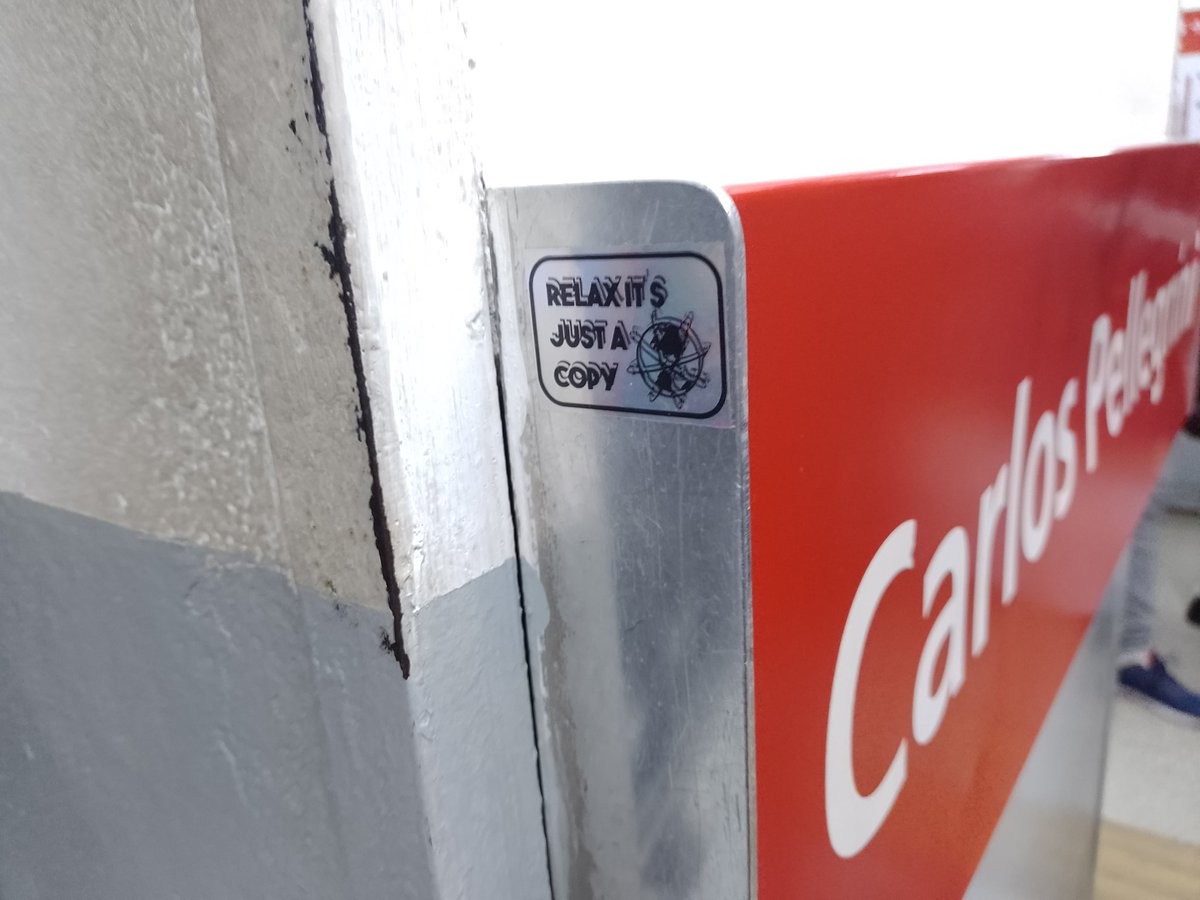 RELAX IT'S
JUST A
COPY
Carlos Pellegrini